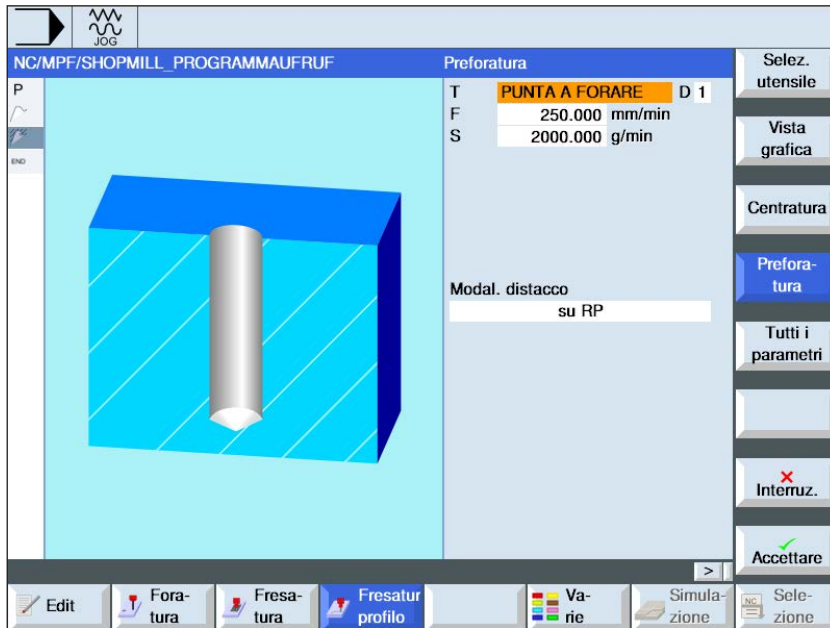 JOG
NC/MPF/SHOPMILL_PROGRAMMAUFRUF
Preforatura
P
END
T PUNTA A FORARE D 1
F 250.000 mm/min
S 2000.000 g/min
Modal. distacco
su RP
Selez.
utensile
Vista
grafica
Centratura
Prefora-
tura
Tutti i
parametri
Interruz.
Accettare
>
Edit
Fora-
tura
Fresa-
tura
Fresatur
profilo
Va-
rie
Simula-
zione
NC
Sele-
zione